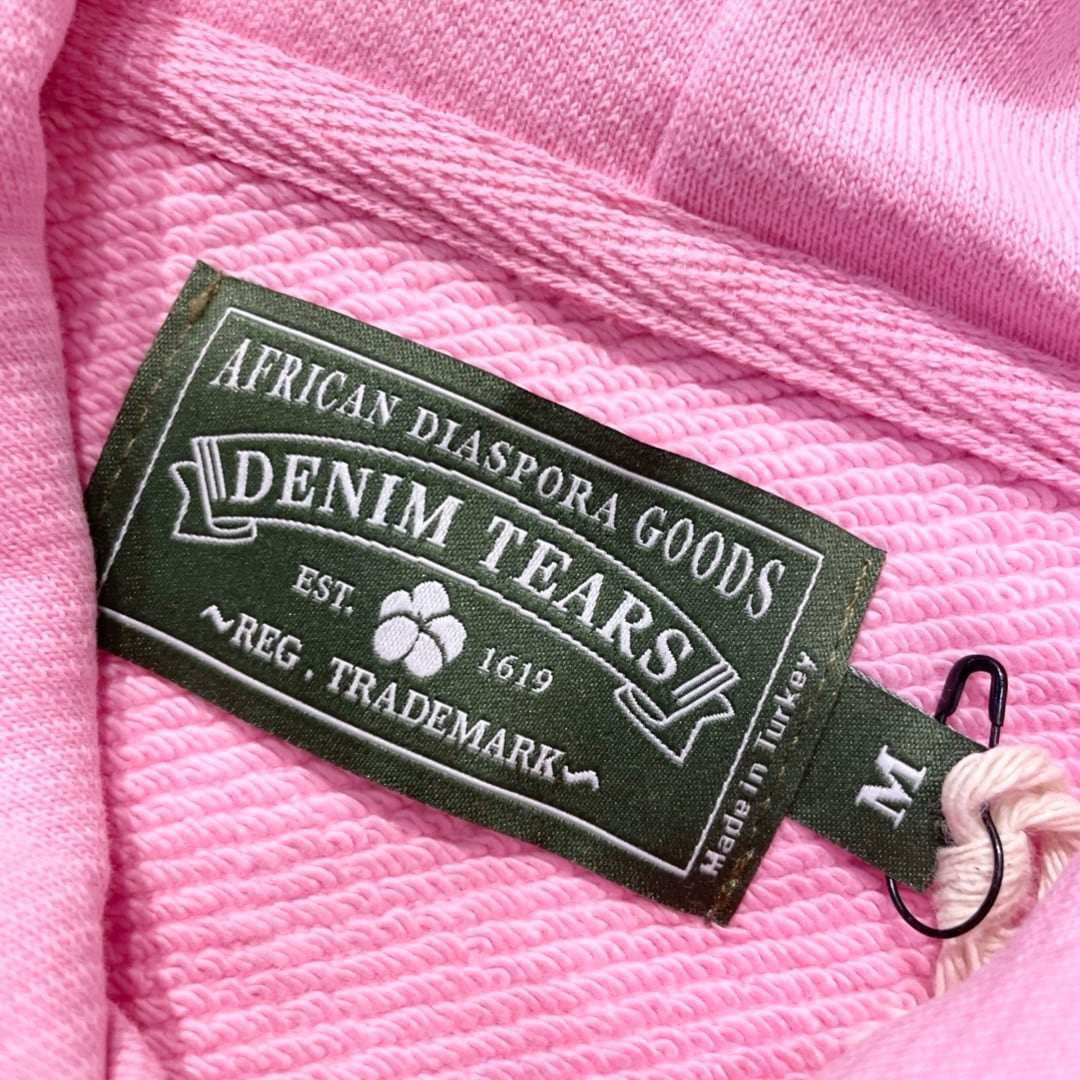 AFRICAN DIASPORA GOODS
DENIM TEARS
EST. 1619
~REG. TRADEMARK~
Made in Turkey
M